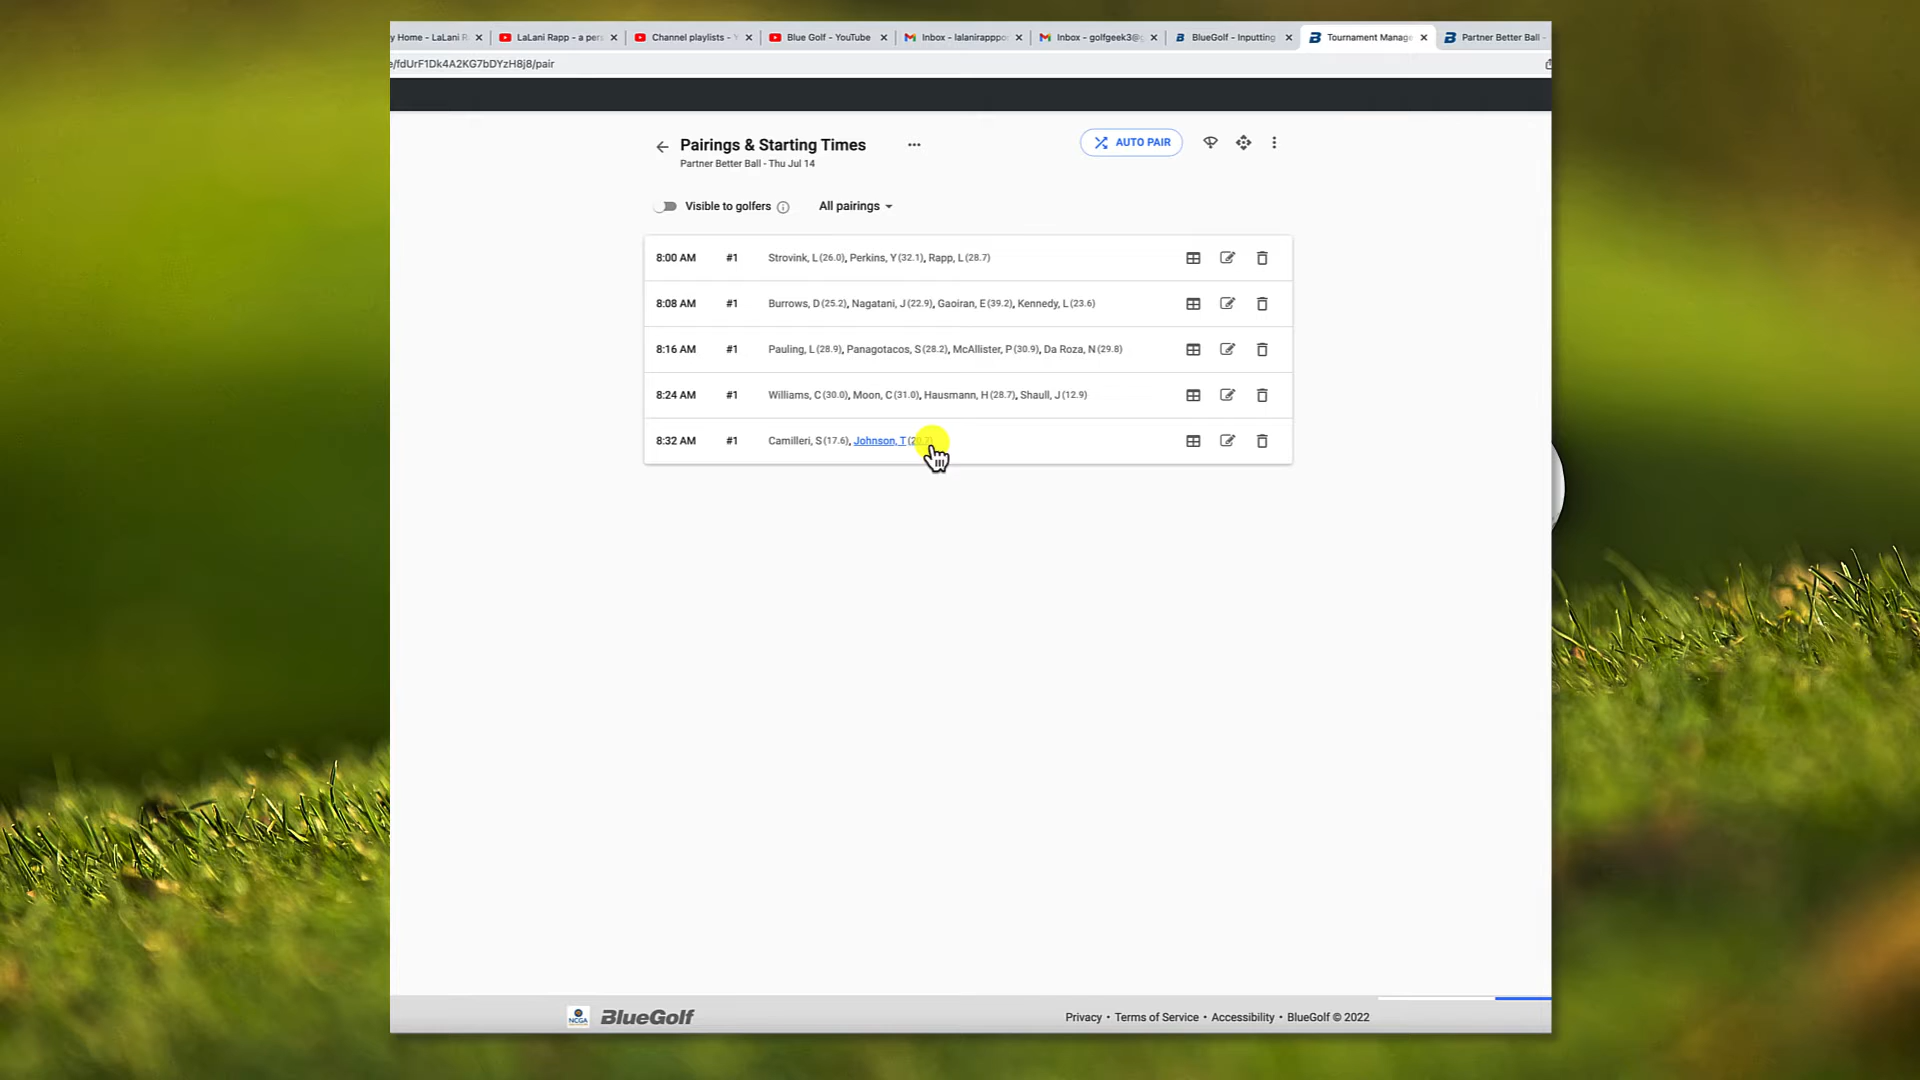 y Home - LaLani R
LaLani Rapp - a pers
Channel playlists - Y
Blue Golf - YouTube
Inbox - lalanirapppo
Inbox - golfgeek3@g
BlueGolf - Inputting
Tournament Manage
Partner Better Ball -
e/fdUrF1Dk4A2KG7bDYzH8j8/pair
Pairings & Starting Times ...
Partner Better Ball - Thu Jul 14
AUTO PAIR
Visible to golfers
All pairings
8:00 AM #1 Strovink, L (26.0), Perkins, Y (32.1), Rapp, L (28.7)
8:08 AM #1 Burrows, D (25.2), Nagatani, J (22.9), Gaoiran, E (39.2), Kennedy, L (23.6)
8:16 AM #1 Pauling, L (28.9), Panagotacos, S (28.2), McAllister, P (30.9), Da Roza, N (29.8)
8:24 AM #1 Williams, C (30.0), Moon, C (31.0), Hausmann, H (28.7), Shaull, J (12.9)
8:32 AM #1 Camilleri, S (17.6), Johnson, T
NCGA BlueGolf
Privacy • Terms of Service • Accessibility • BlueGolf © 2022